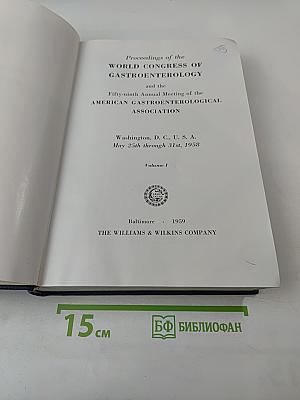 Proceedings of the
WORLD CONGRESS OF
GASTROENTEROLOGY
and the
Fifty-ninth Annual Meeting of the
AMERICAN GASTROENTEROLOGICAL
ASSOCIATION
Washington, D. C., U. S. A.
May 25th through 31st, 1958
Volume I
Baltimore · 1959
THE WILLIAMS & WILKINS COMPANY
15 см
БФ БИБЛИОФАН